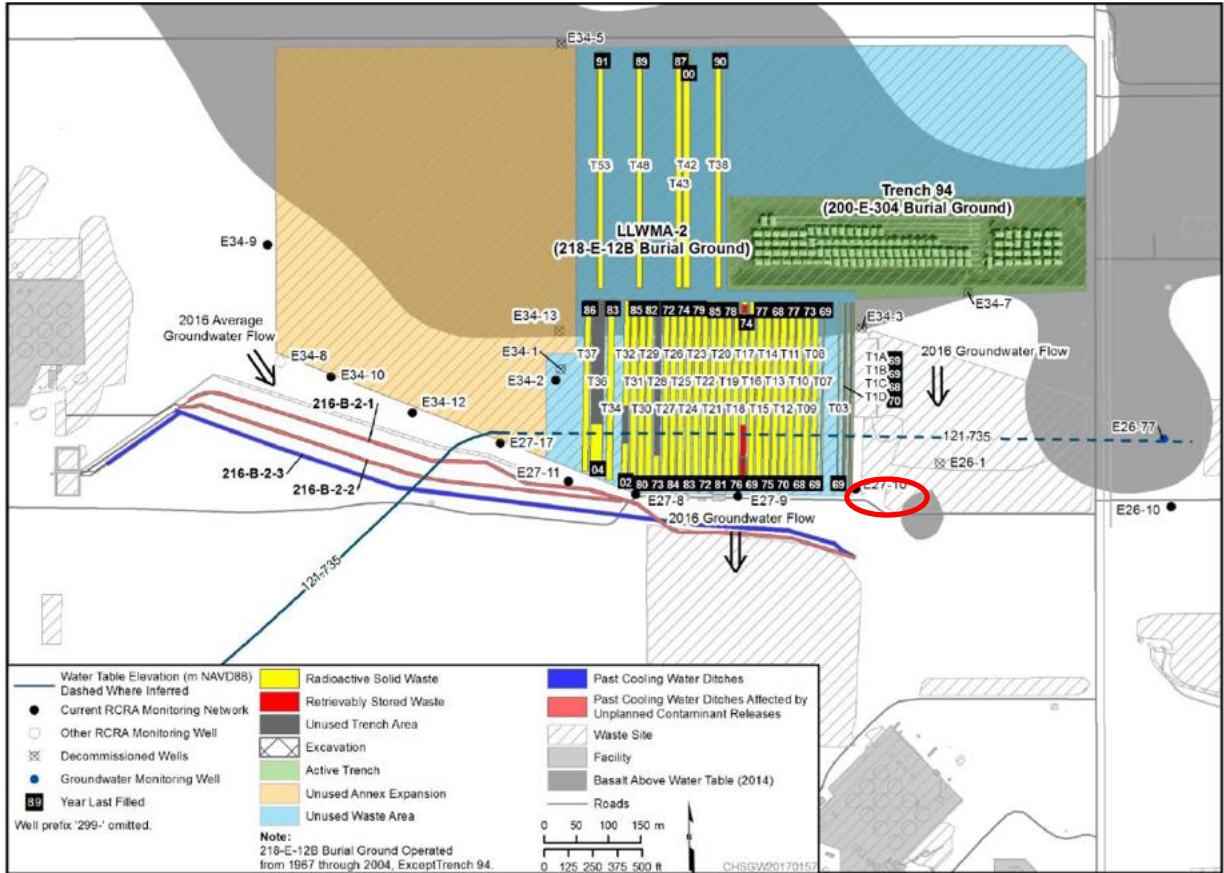 E34-5
91
89
87
00
90
T53
T48
T42
T43
T38
Trench 94
(200-E-304 Burial Ground)
LLWMA-2
(218-E-12B Burial Ground)
E34-9
E34-7
E34-13
E34-3
86
83
85 82 72 74 79 85 78
74
77 68 77 73 69
2016 Average
Groundwater Flow
2016 Groundwater Flow
E34-1
E34-2
E34-8
E34-10
E34-12
T37
T32 T29 T26 T23 T20 T17 T14 T11 T08
T36
T31 T28 T25 T22 T19 T16 T13 T10 T07
T34
T30 T27 T24 T21 T18 T15 T12 T09 T03
T1A 69
T1B 69
T1C 68
T1D 70
216-B-2-1
216-B-2-3
216-B-2-2
E27-17
E27-11
121-735
E26-77
E26-1
04
02 80 73 84 83 72 81 76 69 75 70 68 69 69
E27-8
E27-9
E27-10
E26-10
2016 Groundwater Flow
121-735
Water Table Elevation (m NAVD88)
Dashed Where Inferred
Current RCRA Monitoring Network
Other RCRA Monitoring Well
Decommissioned Wells
Groundwater Monitoring Well
89 Year Last Filled
Well prefix '299-' omitted.
Radioactive Solid Waste
Retrievably Stored Waste
Unused Trench Area
Excavation
Active Trench
Unused Annex Expansion
Unused Waste Area
Note:
218-E-12B Burial Ground Operated
from 1967 through 2004, ExceptTrench 94.
Past Cooling Water Ditches
Past Cooling Water Ditches Affected by
Unplanned Contaminant Releases
Waste Site
Facility
Basalt Above Water Table (2014)
Roads
0 50 100 150 m
0 125 250 375 500 ft
CHSGW20170157